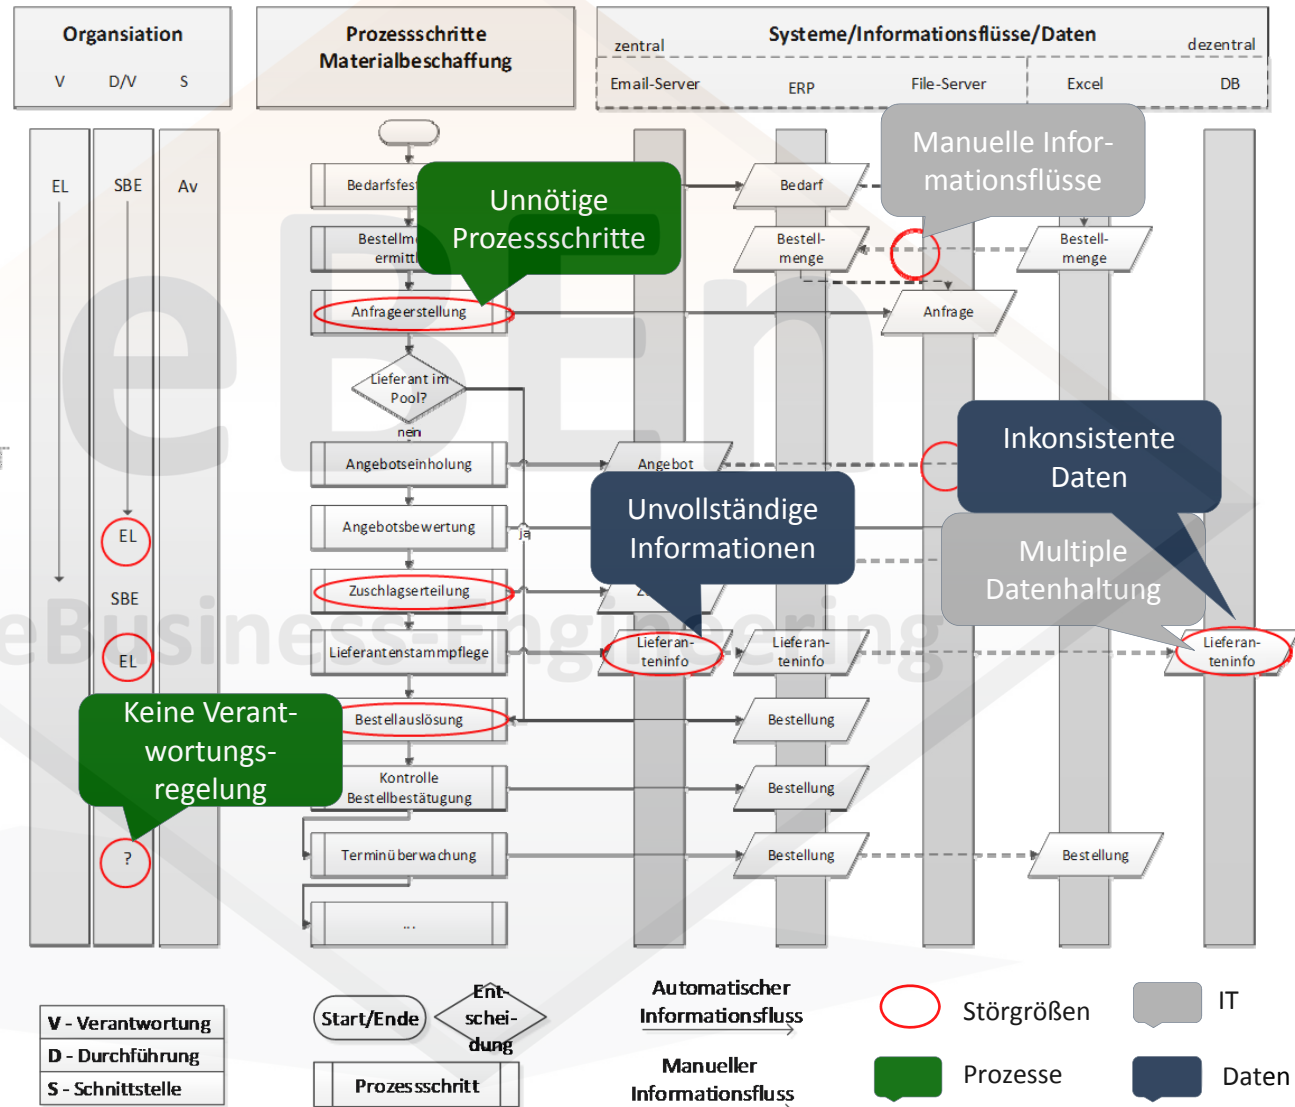 Organsiation
V D/V S
Prozessschritte
Materialbeschaffung
Systeme/Informationsflüsse/Daten
zentral dezentral
Email-Server ERP File-Server Excel DB
EL SBE Av
Bedarf
Manuelle Infor-
mationsflüsse
Unnötige
Prozessschritte
Bestell-
menge
Bestell-
menge
Anfrageerstellung
Anfrage
Lieferant im
Pool?
nein
ja
Angebotseinholung
Angebot
Inkonsistente
Daten
Angebotsbewertung
Unvollständige
Informationen
EL
Multiple
Datenhaltung
Zuschlagserteilung
SBE
eBEn
eBusiness-Engineering
Lieferantenstammpflege
Lieferan-
teninfo
Lieferan-
teninfo
Lieferan-
teninfo
EL
Keine Verant-
wortungs-
regelung
Bestellauslösung
Bestellung
Kontrolle
Bestellbestätugung
Bestellung
?
Terminüberwachung
Bestellung
Bestellung
...
V - Verantwortung
D - Durchführung
S - Schnittstelle
Start/Ende
Ent-
schei-
dung
Prozessschritt
Automatischer
Informationsfluss
Manueller
Informationsfluss
Störgrößen
IT
Prozesse
Daten